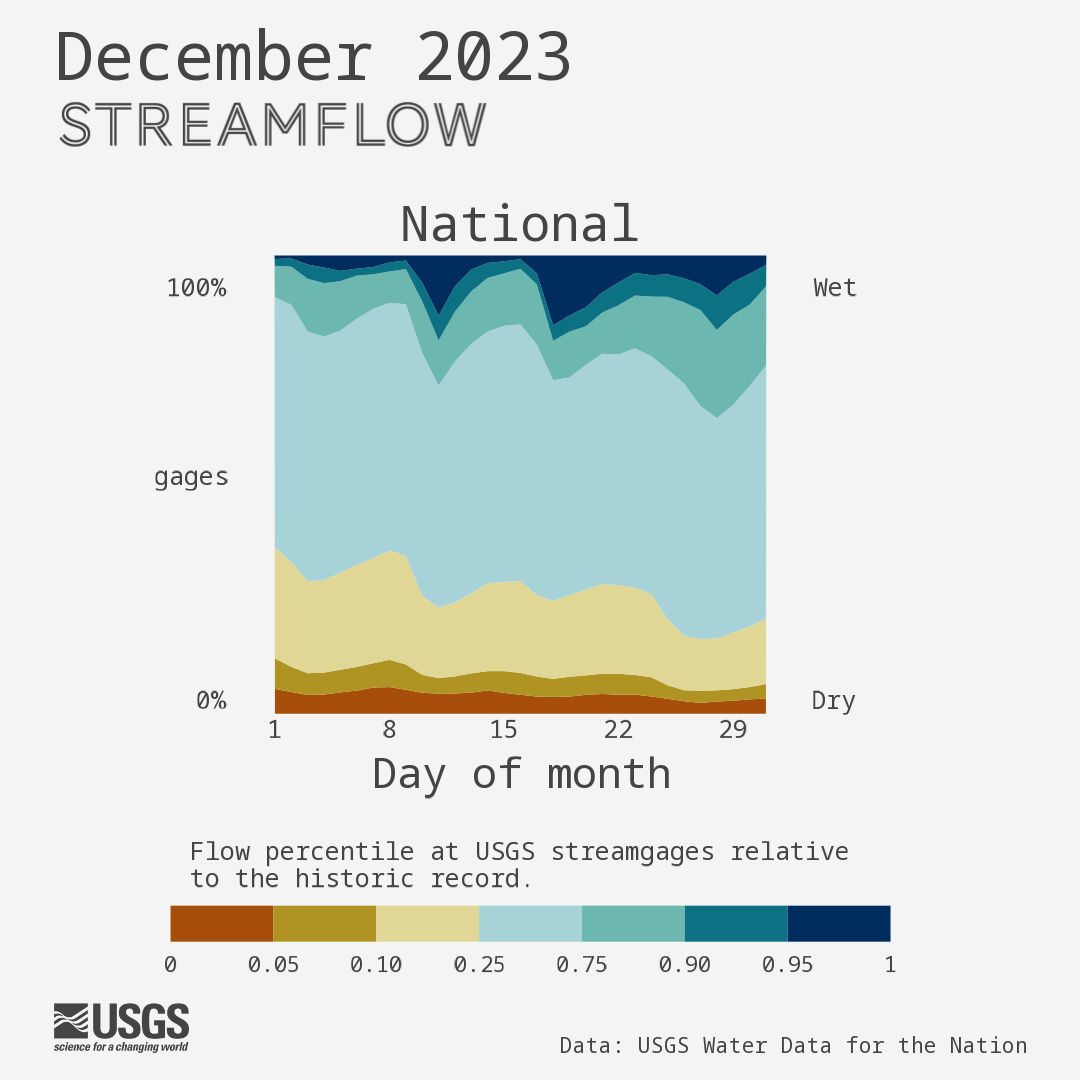 December 2023
STREAMFLOW
National
100%
Wet
gages
0%
Dry
1 8 15 22 29
Day of month
Flow percentile at USGS streamgages relative
to the historic record.
0 0.05 0.10 0.25 0.75 0.90 0.95 1
USGS
science for a changing world
Data: USGS Water Data for the Nation